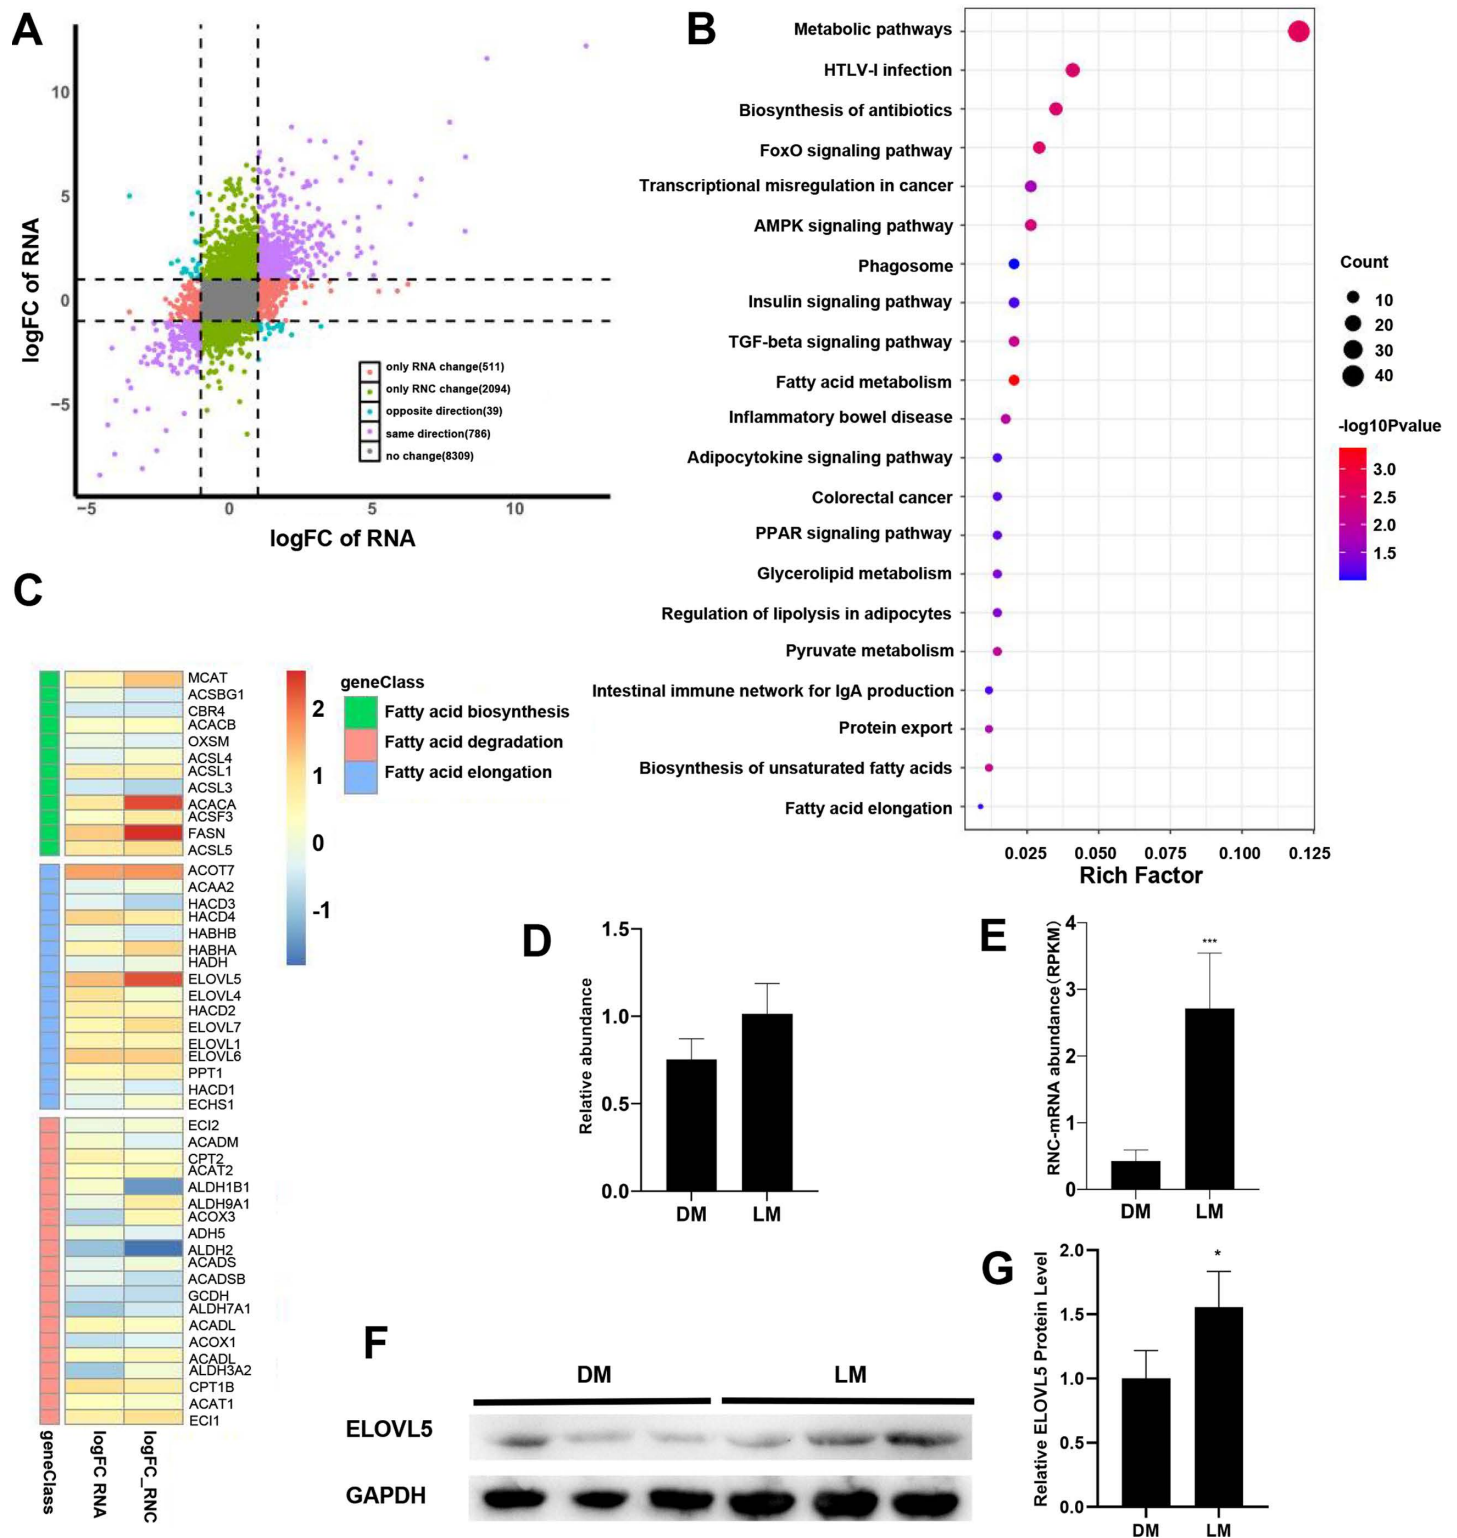 A
logFC of RNA
10
5
0
−5
only RNA change(511)
only RNC change(2094)
opposite direction(39)
same direction(786)
no change(8309)
−5
0
5
10
logFC of RNA
B
Metabolic pathways
HTLV-I infection
Biosynthesis of antibiotics
FoxO signaling pathway
Transcriptional misregulation in cancer
AMPK signaling pathway
Phagosome
Insulin signaling pathway
TGF-beta signaling pathway
Fatty acid metabolism
Inflammatory bowel disease
Adipocytokine signaling pathway
Colorectal cancer
PPAR signaling pathway
Glycerolipid metabolism
Regulation of lipolysis in adipocytes
Pyruvate metabolism
Intestinal immune network for IgA production
Protein export
Biosynthesis of unsaturated fatty acids
Fatty acid elongation
0.025
0.050
0.075
0.100
0.125
Rich Factor
Count
10
20
30
40
-log10Pvalue
3.0
2.5
2.0
1.5
C
MCAT
ACSBG1
CBR4
ACACB
OXSM
ACSL4
ACSL1
ACSL3
ACACA
ACSF3
FASN
ACSL5
ACOT7
ACAA2
HACD3
HACD4
HABHB
HABHA
HADH
ELOVL5
ELOVL4
HACD2
ELOVL7
ELOVL1
ELOVL6
PPT1
HACD1
ECHS1
ECI2
ACADM
CPT2
ACAT2
ALDH1B1
ALDH9A1
ACOX3
ADH5
ALDH2
ACADS
ACADSB
GCDH
ALDH7A1
ACADL
ACOX1
ACADL
ALDH3A2
CPT1B
ACAT1
ECI1
geneClass
logFC RNA
logFC_RNC
2
1
0
-1
geneClass
Fatty acid biosynthesis
Fatty acid degradation
Fatty acid elongation
D
Relative abundance
1.5
1.0
0.5
0.0
DM
LM
E
RNC-mRNA abundance(RPKM)
4
3
2
1
0
***
DM
LM
F
DM
LM
ELOVL5
GAPDH
G
Relative ELOVL5 Protein Level
2.0
1.5
1.0
0.5
0.0
*
DM
LM